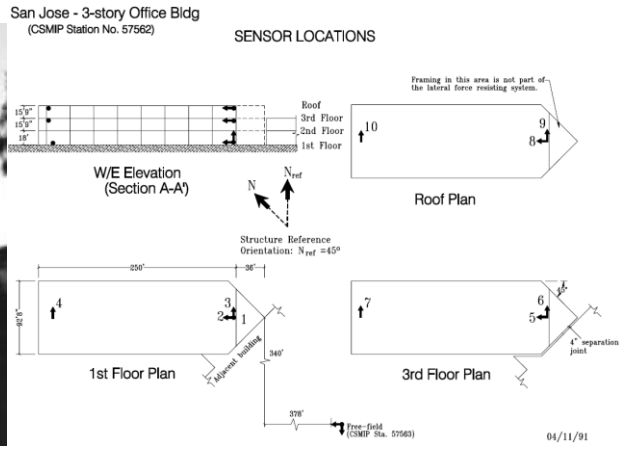 San Jose - 3-story Office Bldg
(CSMIP Station No. 57562)
SENSOR LOCATIONS
15'9"
15'9"
18'
Roof
3rd Floor
2nd Floor
1st Floor
W/E Elevation
(Section A-A')
Framing in this area is not part of
the lateral force resisting system.
10
9
8
Roof Plan
N
Nref
Structure Reference
Orientation: Nref =45°
250'
36'
92'8"
4
3
2
1
Adjacent building
340'
1st Floor Plan
378'
Free-field
(CSMIP Sta. 57563)
7
6
5
45°
4" separation
joint
3rd Floor Plan
04/11/91